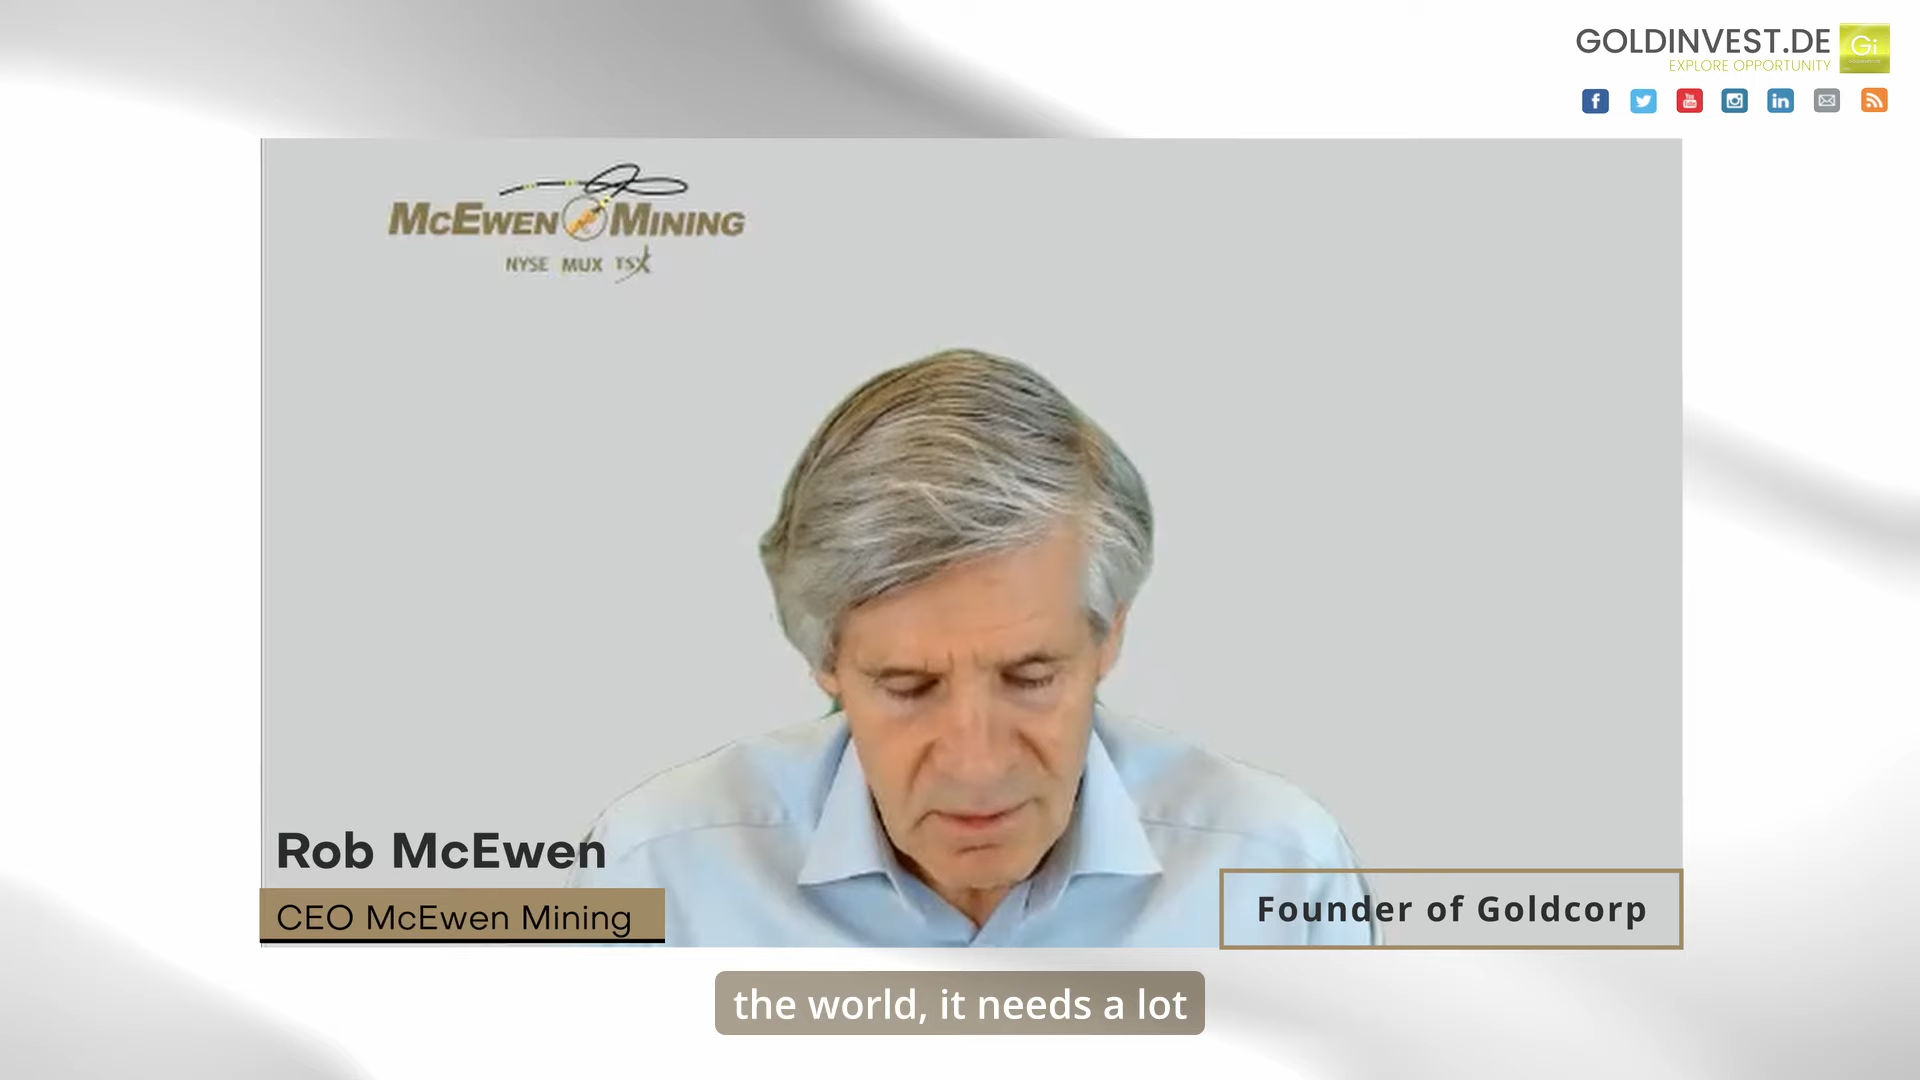 GOLDINVEST.DE
EXPLORE OPPORTUNITY
Gi
McEwen Mining
NYSE MUX TSX
Rob McEwen
CEO McEwen Mining
Founder of Goldcorp
the world, it needs a lot